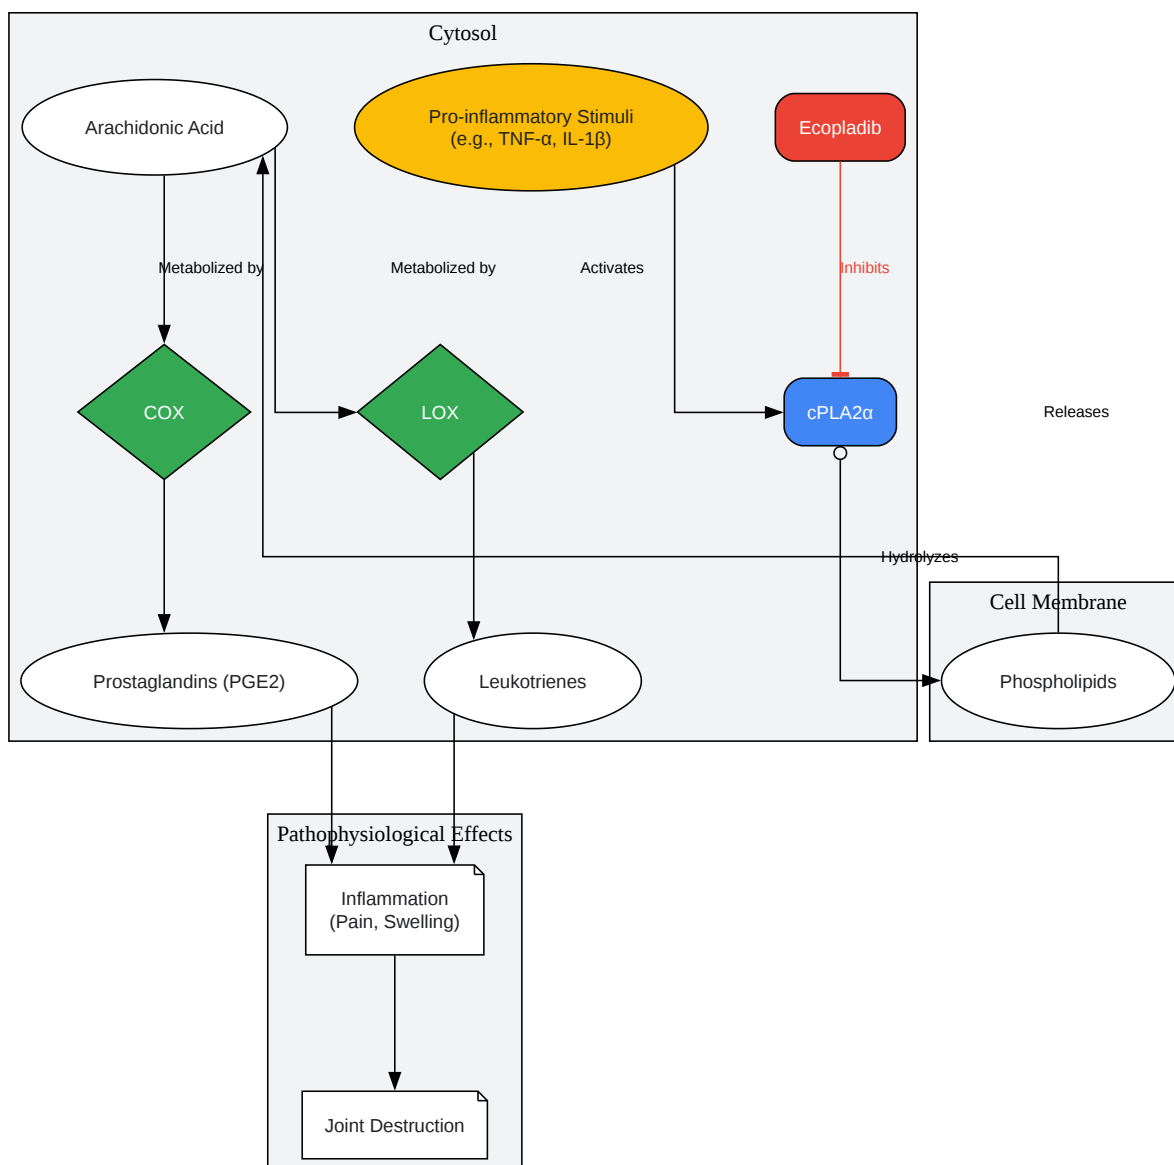 Cytosol
Arachidonic Acid
Pro-inflammatory Stimuli
(e.g., TNF-α, IL-1β)
Ecopladib
Metabolized by
Metabolized by
Activates
Inhibits
COX
LOX
cPLA2α
Releases
Hydrolyzes
Cell Membrane
Prostaglandins (PGE2)
Leukotrienes
Phospholipids
Pathophysiological Effects
Inflammation
(Pain, Swelling)
Joint Destruction